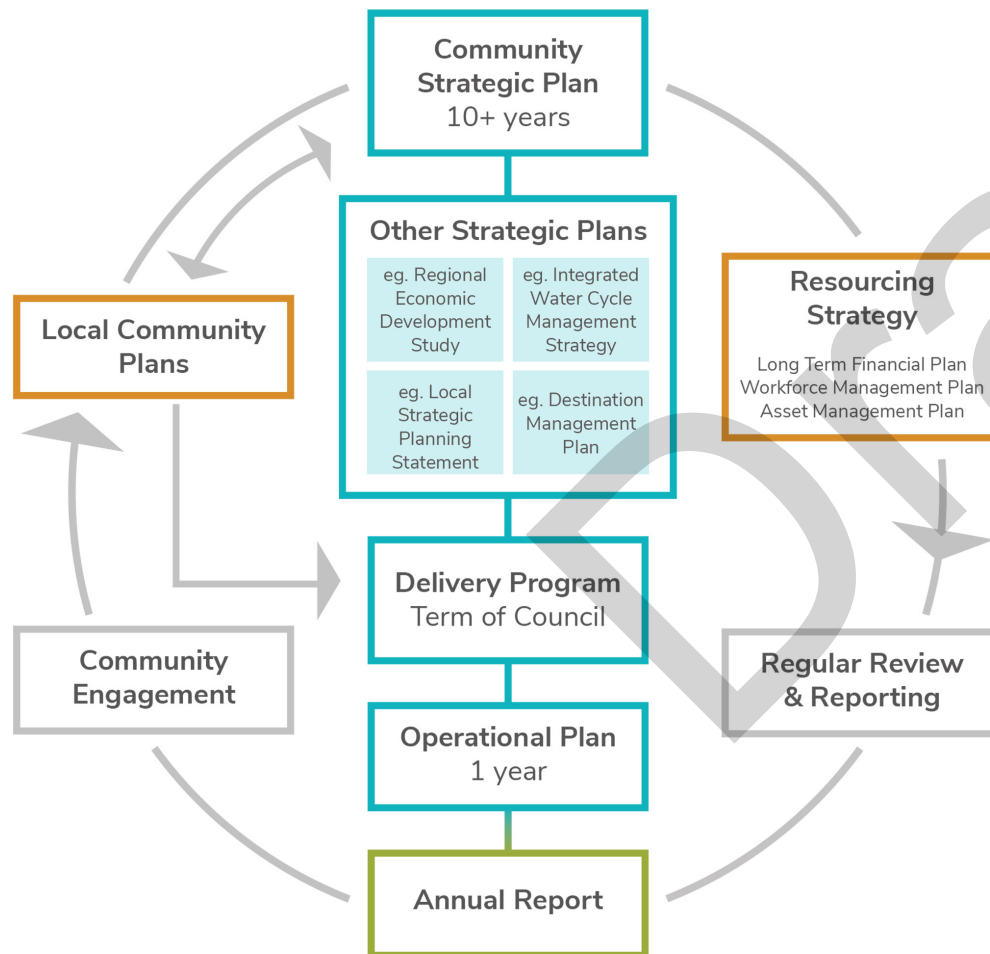 Community
Strategic Plan
10+ years
Other Strategic Plans
eg. Regional
Economic
Development
Study
eg. Integrated
Water Cycle
Management
Strategy
eg. Local
Strategic
Planning
Statement
eg. Destination
Management
Plan
Local Community
Plans
Resourcing
Strategy
Long Term Financial Plan
Workforce Management Plan
Asset Management Plan
Delivery Program
Term of Council
Community
Engagement
Regular Review
& Reporting
Operational Plan
1 year
Annual Report